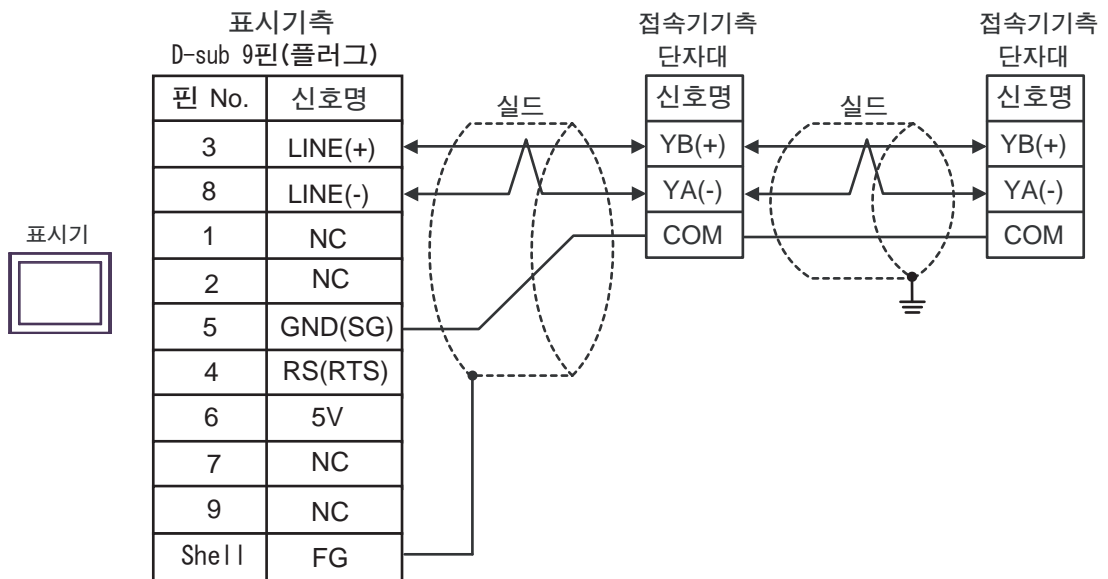 표시기측
D-sub 9핀(플러그)
접속기기측
단자대
접속기기측
단자대
핀 No. 신호명
실드
신호명
실드
신호명
3 LINE(+) YB(+) YB(+)
8 LINE(-) YA(-) YA(-)
표시기
1 NC COM COM
2 NC
5 GND(SG)
4 RS(RTS)
6 5V
7 NC
9 NC
Shell FG